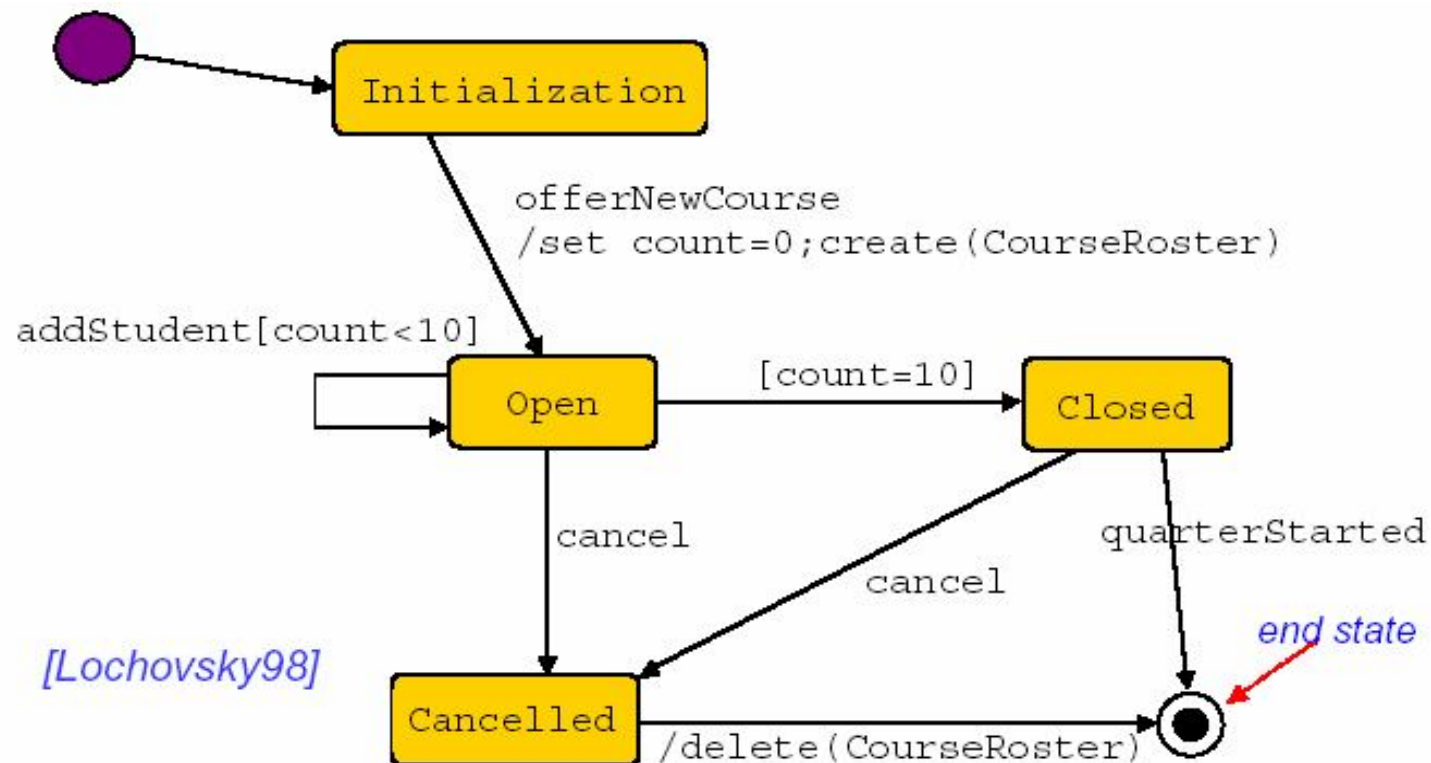 Initialization
offerNewCourse
/set count=0;create(CourseRoster)
addStudent[count<10]
Open
[count=10]
Closed
cancel
cancel
quarterStarted
end state
[Lochovsky98]
Cancelled
/delete(CourseRoster)